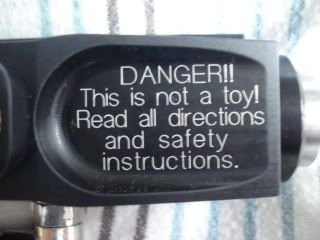 DANGER!!
This is not a toy!
Read all directions
and safety
instructions.